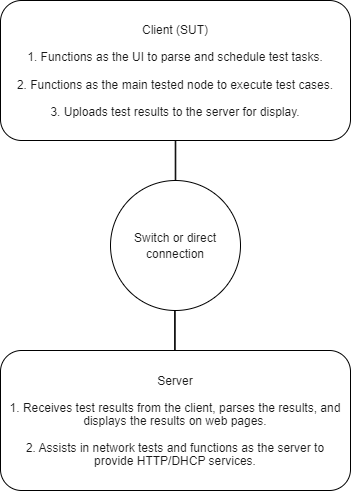 Client (SUT)
1. Functions as the UI to parse and schedule test tasks.
2. Functions as the main tested node to execute test cases.
3. Uploads test results to the server for display.
Switch or direct
connection
Server
1. Receives test results from the client, parses the results, and
displays the results on web pages.
2. Assists in network tests and functions as the server to
provide HTTP/DHCP services.